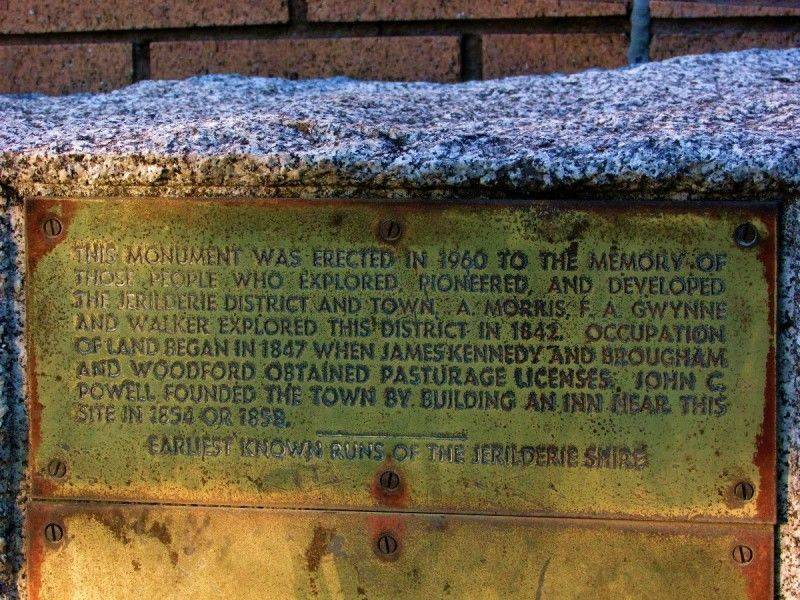 THIS MONUMENT WAS ERECTED IN 1960 TO THE MEMORY OF
THOSE PEOPLE WHO EXPLORED, PIONEERED, AND DEVELOPED
THE JERILDERIE DISTRICT AND TOWN. A. MORRIS, F. A. GWYNNE
AND WALKER EXPLORED THIS DISTRICT IN 1842. OCCUPATION
OF LAND BEGAN IN 1847 WHEN JAMES KENNEDY AND BROUGHAM
AND WOODFORD OBTAINED PASTURAGE LICENSES. JOHN C.
POWELL FOUNDED THE TOWN BY BUILDING AN INN NEAR THIS
SITE IN 1854 OR 1858.
EARLIEST KNOWN RUNS OF THE JERILDERIE SHIRE